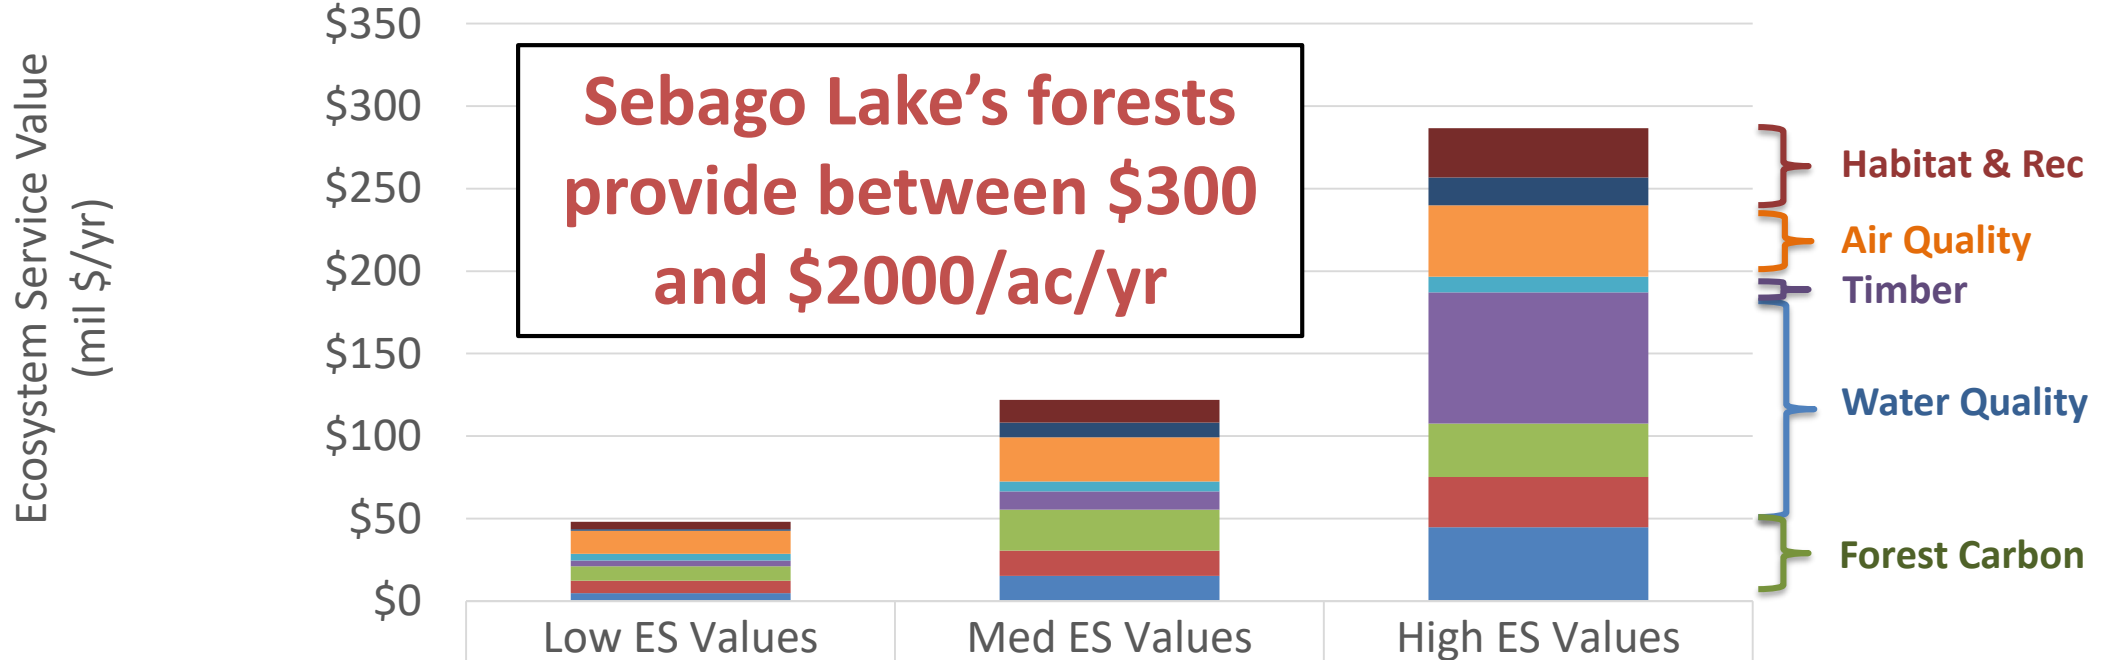 Ecosystem Service Value
(mil $/yr)
$350
$300
$250
$200
$150
$100
$50
$0
Sebago Lake's forests
provide between $300
and $2000/ac/yr
Low ES Values
Med ES Values
High ES Values
Habitat & Rec
Air Quality
Timber
Water Quality
Forest Carbon